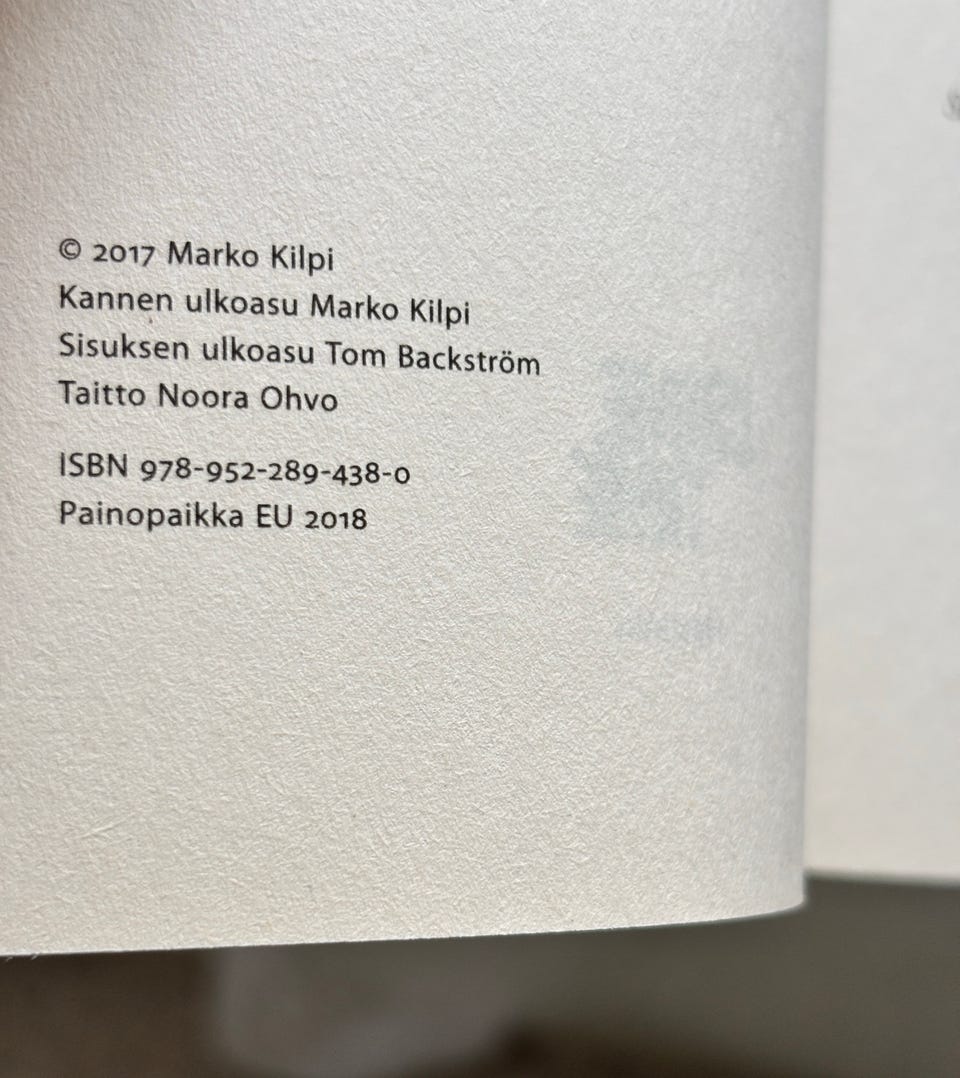 © 2017 Marko Kilpi
Kannen ulkoasu Marko Kilpi
Sisuksen ulkoasu Tom Backström
Taitto Noora Ohvo
ISBN 978-952-289-438-0
Painopaikka EU 2018